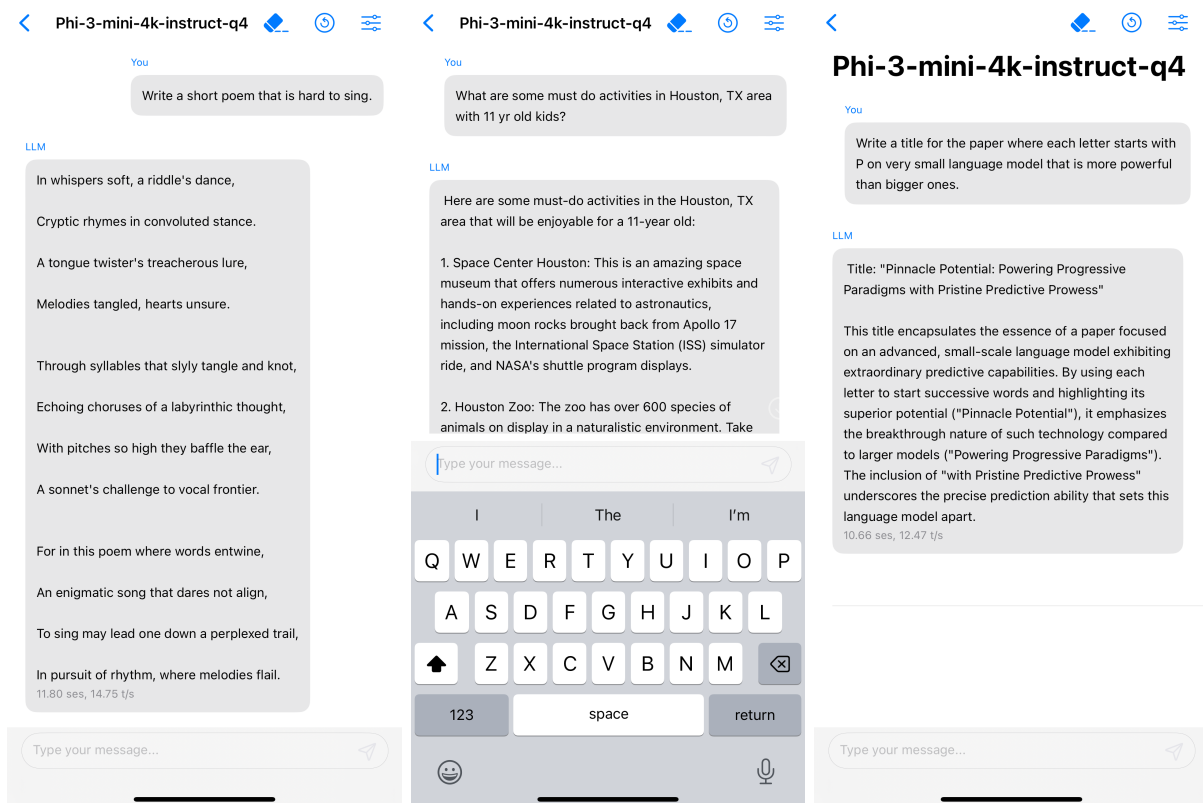 Phi-3-mini-4k-instruct-q4
You
Write a short poem that is hard to sing.
LLM
In whispers soft, a riddle's dance,
Cryptic rhymes in convoluted stance.
A tongue twister's treacherous lure,
Melodies tangled, hearts unsure.
Through syllables that slyly tangle and knot,
Echoing choruses of a labyrinthic thought,
With pitches so high they baffle the ear,
A sonnet's challenge to vocal frontier.
For in this poem where words entwine,
An enigmatic song that dares not align,
To sing may lead one down a perplexed trail,
In pursuit of rhythm, where melodies flail.
11.80 ses, 14.75 t/s
Type your message...
Phi-3-mini-4k-instruct-q4
You
What are some must do activities in Houston, TX area
with 11 yr old kids?
LLM
Here are some must-do activities in the Houston, TX
area that will be enjoyable for a 11-year old:
1. Space Center Houston: This is an amazing space
museum that offers numerous interactive exhibits and
hands-on experiences related to astronautics,
including moon rocks brought back from Apollo 17
mission, the International Space Station (ISS) simulator
ride, and NASA's shuttle program displays.
2. Houston Zoo: The zoo has over 600 species of
animals on display in a naturalistic environment. Take
Type your message...
I The I'm
Q W E R T Y U I O P
A S D F G H J K L
Z X C V B N M
123 space return
Phi-3-mini-4k-instruct-q4
You
Write a title for the paper where each letter starts with
P on very small language model that is more powerful
than bigger ones.
LLM
Title: "Pinnacle Potential: Powering Progressive
Paradigms with Pristine Predictive Prowess"
This title encapsulates the essence of a paper focused
on an advanced, small-scale language model exhibiting
extraordinary predictive capabilities. By using each
letter to start successive words and highlighting its
superior potential ("Pinnacle Potential"), it emphasizes
the breakthrough nature of such technology compared
to larger models ("Powering Progressive Paradigms").
The inclusion of "with Pristine Predictive Prowess"
underscores the precise prediction ability that sets this
language model apart.
10.66 ses, 12.47 t/s
Type your message...